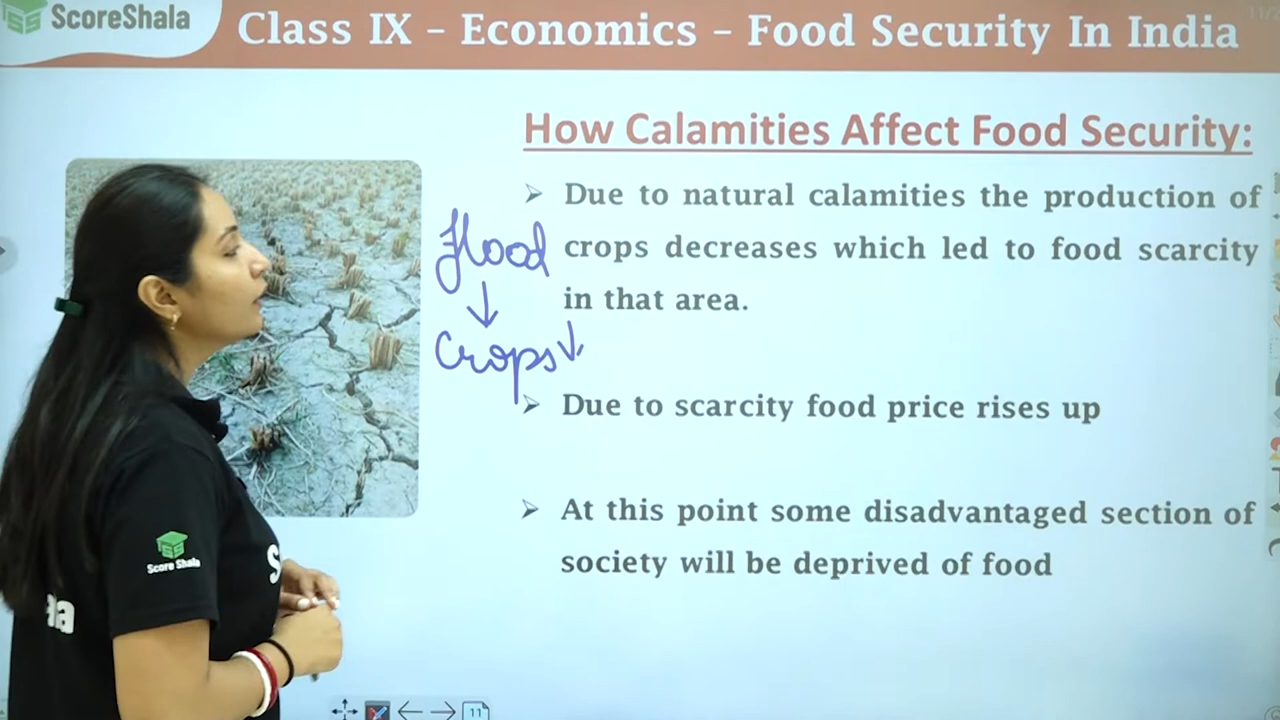 ScoreShala
Class IX – Economics – Food Security In India
How Calamities Affect Food Security:
➢ Due to natural calamities the production of
crops decreases which led to food scarcity
in that area.
Flood
↓
Crops↓
➢ Due to scarcity food price rises up
➢ At this point some disadvantaged section of
society will be deprived of food
Score Shala
11